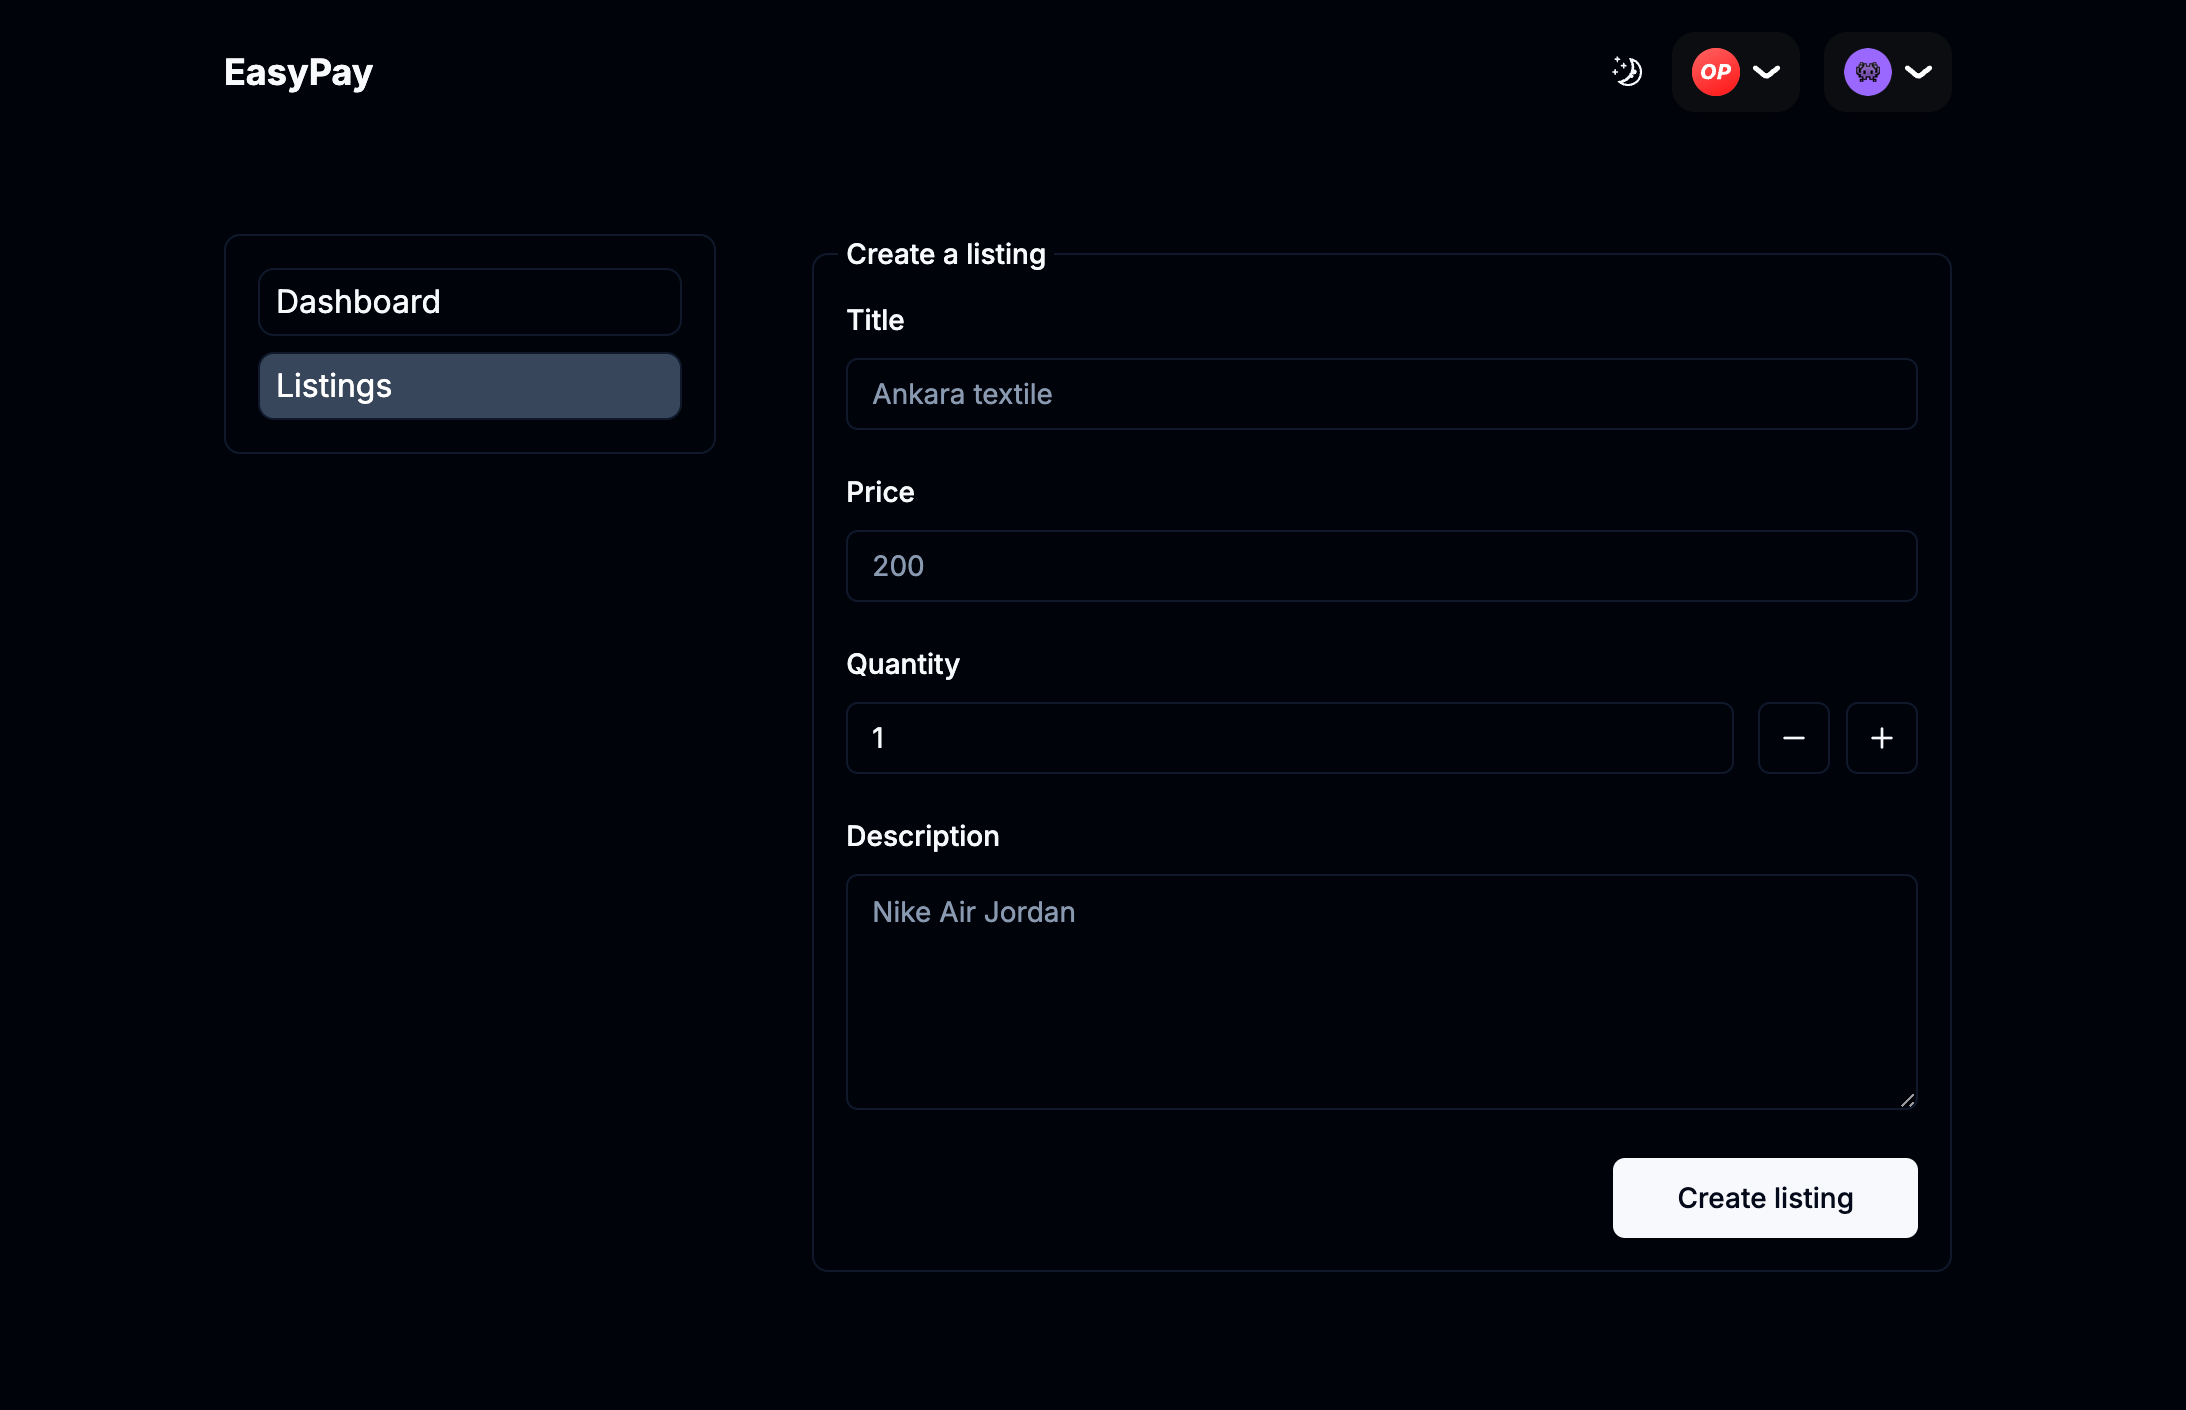 EasyPay
OP
Dashboard
Listings
Create a listing
Title
Ankara textile
Price
200
Quantity
1
Description
Nike Air Jordan
Create listing